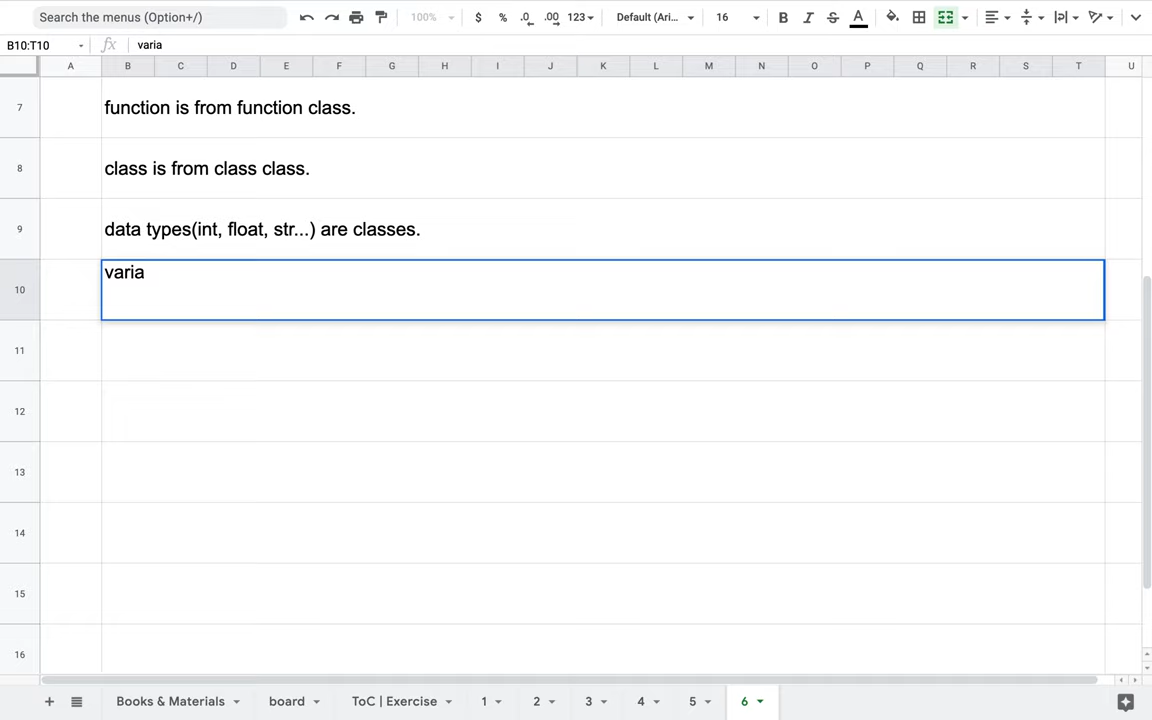 Search the menus (Option+/) 100% $ % .0 .00 123 Default (Ari... 16 B I S A
B10:T10 fx varia
A B C D E F G H I J K L M N O P Q R S T U
7 function is from function class.
8 class is from class class.
9 data types(int, float, str...) are classes.
10 varia
11
12
13
14
15
16
+ Books & Materials board ToC | Exercise 1 2 3 4 5 6